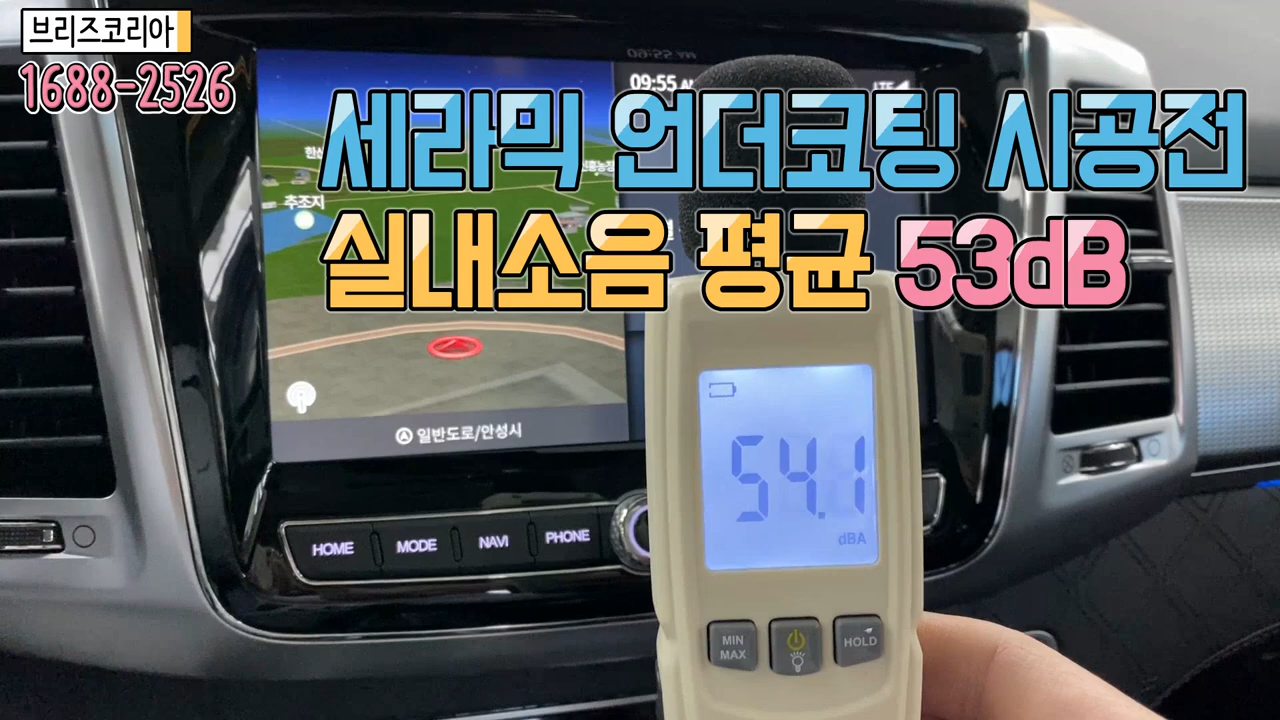 브리즈코리아
1688-2526
09:55 AM
LTE
세라믹 언더코팅 시공전
추조지
실내소음 평균 53dB
일반도로/안성시
54.1
dBA
HOME
MODE
NAVI
PHONE
MIN
MAX
HOLD